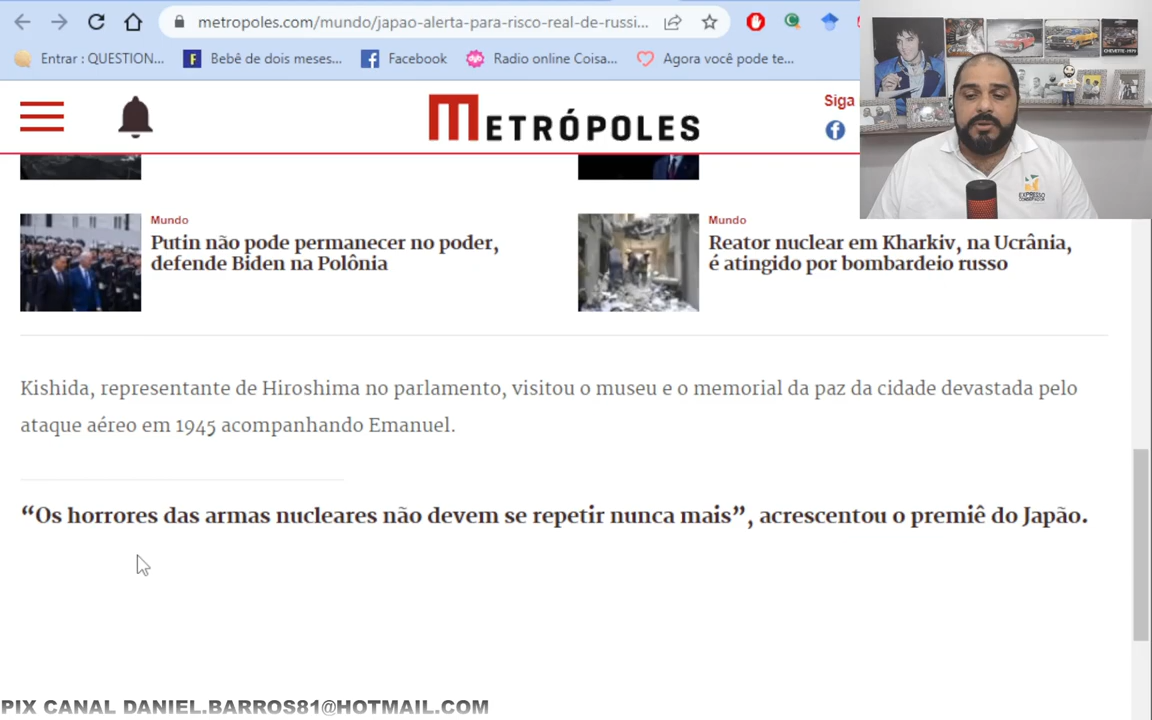 metropoles.com/mundo/japao-alerta-para-risco-real-de-russi...
Entrar : QUESTION...
Bebê de dois meses...
Facebook
Radio online Coisa...
Agora você pode te...
METRÓPOLES
Siga
Mundo
Putin não pode permanecer no poder,
defende Biden na Polônia
Mundo
Reator nuclear em Kharkiv, na Ucrânia,
é atingido por bombardeio russo
Kishida, representante de Hiroshima no parlamento, visitou o museu e o memorial da paz da cidade devastada pelo
ataque aéreo em 1945 acompanhando Emanuel.
“Os horrores das armas nucleares não devem se repetir nunca mais”, acrescentou o premiê do Japão.
PIX CANAL DANIEL.BARROS81@HOTMAIL.COM
EXPRESSO